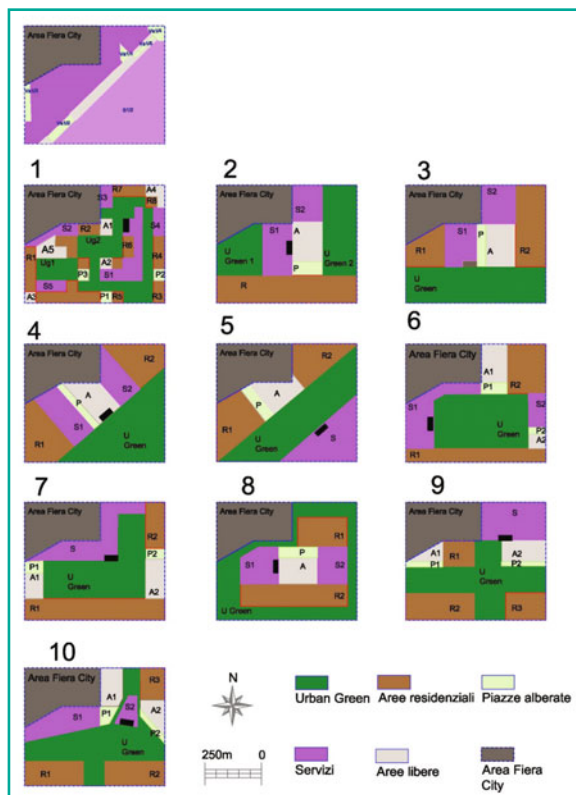 Area Fiera City
1
Area Fiera City
R7
A4
S3
R8
S2
R2
A1
S4
Ug2
R6
A5
R1
Ug1
A2
R4
P3
S1
P2
S5
A3
P1
R5
R3
2
Area Fiera City
S2
S1
A
U
Green 1
U
Green 2
P
R
3
Area Fiera City
S2
R1
S1
P
A
R2
U
Green
4
Area Fiera City
R2
A
S2
P
S1
R1
U
Green
5
Area Fiera City
R2
A
P
R1
U
Green
S
6
Area Fiera City
A1
P1
R2
S1
S2
U
Green
P2
A2
R1
7
Area Fiera City
R2
S
P2
P1
A1
U
Green
A2
R1
8
Area Fiera City
R1
P
S1
A
S2
R2
U
Green
9
Area Fiera City
S
A1
P1
R1
A2
P2
U
Green
R2
R3
10
Area Fiera City
A1
R3
S1
P1
S2
A2
P2
U
Green
R1
R2
N
250m 0
Urban Green
Aree residenziali
Piazze alberate
Servizi
Aree libere
Area Fiera
City